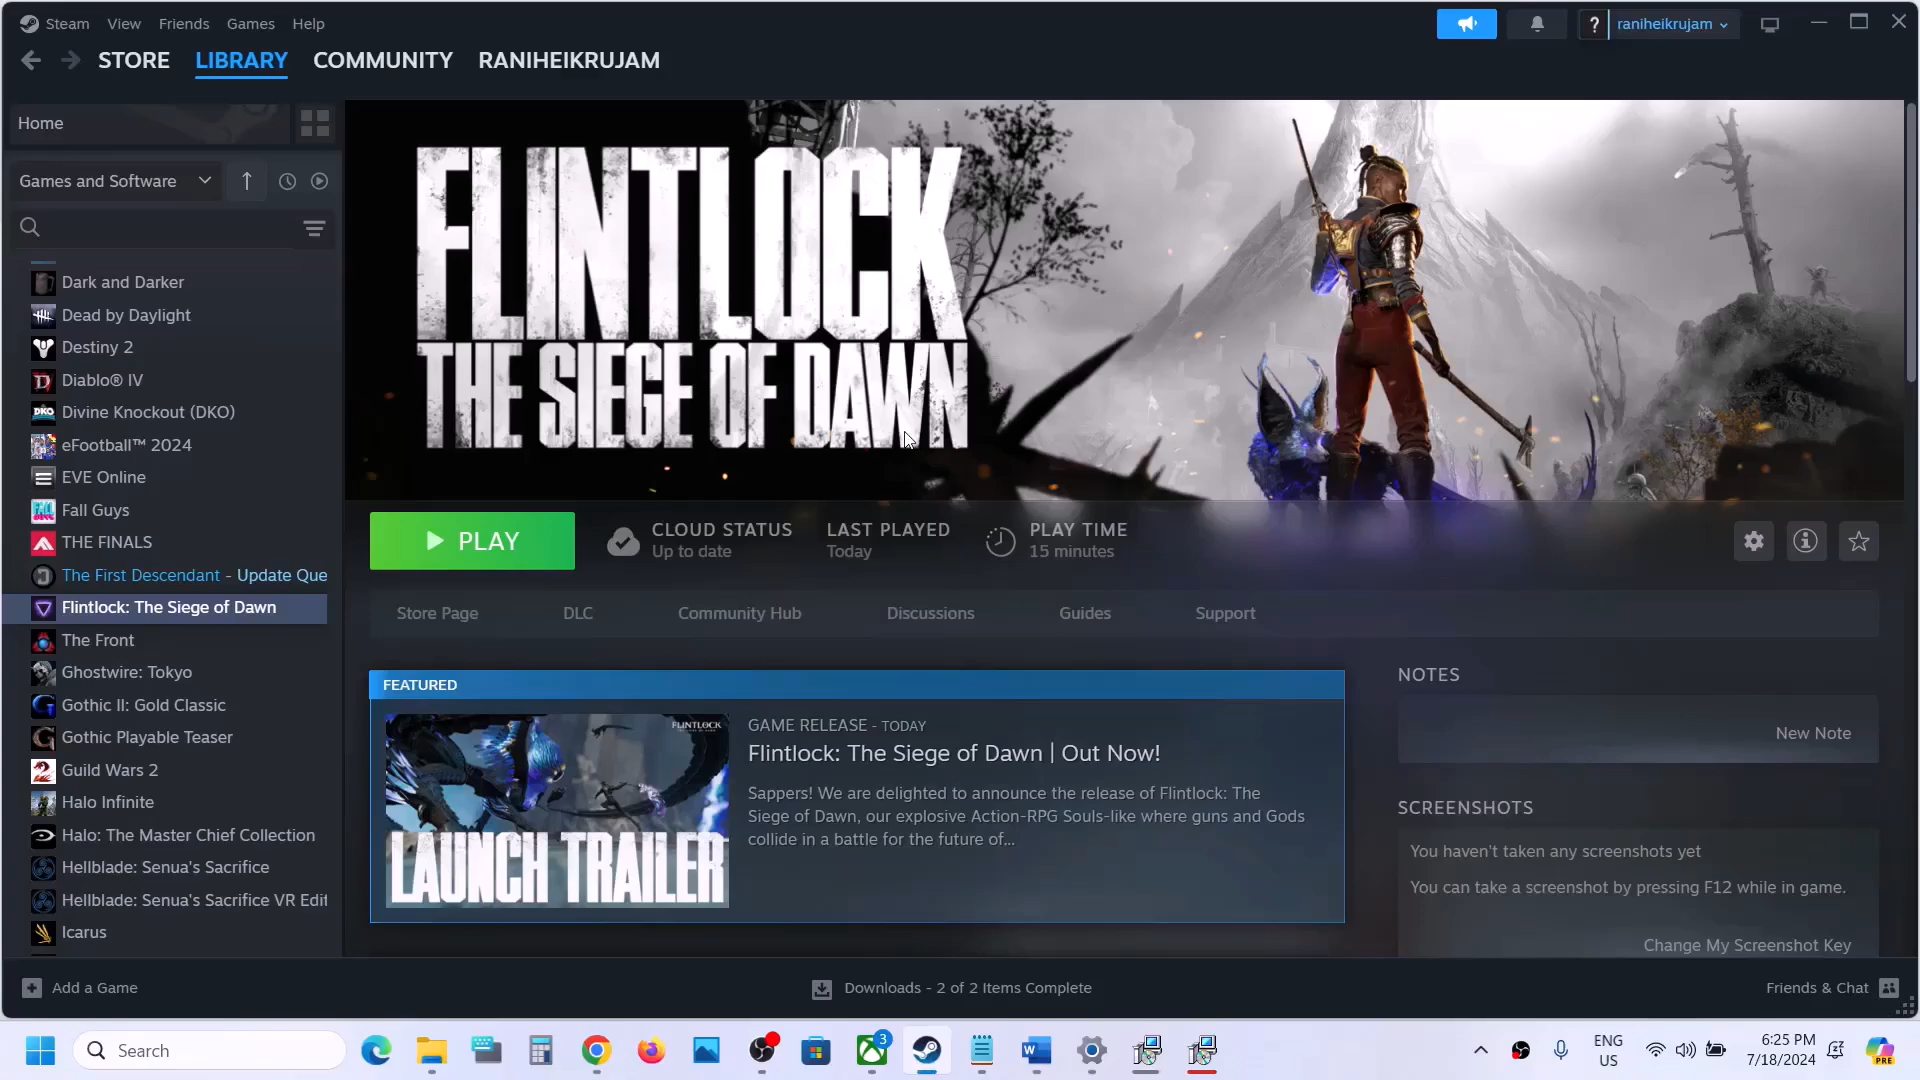 Steam View Friends Games Help
? raniheikrujam
STORE LIBRARY COMMUNITY RANIHEIKRUJAM
Home
Games and Software
Dark and Darker
Dead by Daylight
Destiny 2
Diablo® IV
Divine Knockout (DKO)
eFootball™ 2024
EVE Online
Fall Guys
THE FINALS
The First Descendant - Update Que
Flintlock: The Siege of Dawn
The Front
Ghostwire: Tokyo
Gothic II: Gold Classic
Gothic Playable Teaser
Guild Wars 2
Halo Infinite
Halo: The Master Chief Collection
Hellblade: Senua's Sacrifice
Hellblade: Senua's Sacrifice VR Edit
Icarus
FLINTLOCK
THE SIEGE OF DAWN
PLAY
CLOUD STATUS
Up to date
LAST PLAYED
Today
PLAY TIME
15 minutes
Store Page DLC Community Hub Discussions Guides Support
FEATURED
FLINTLOCK
LAUNCH TRAILER
GAME RELEASE - TODAY
Flintlock: The Siege of Dawn | Out Now!
Sappers! We are delighted to announce the release of Flintlock: The
Siege of Dawn, our explosive Action-RPG Souls-like where guns and Gods
collide in a battle for the future of...
NOTES
New Note
SCREENSHOTS
You haven't taken any screenshots yet
You can take a screenshot by pressing F12 while in game.
Change My Screenshot Key
Add a Game
Downloads - 2 of 2 Items Complete
Friends & Chat
Search
3
ENG
US
6:25 PM
7/18/2024
PRE